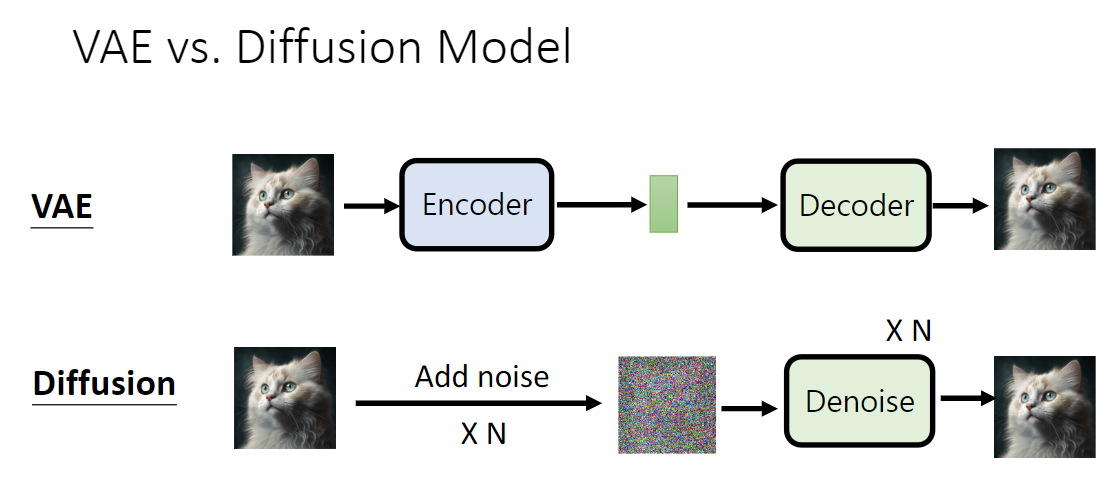 VAE vs. Diffusion Model
VAE
Encoder
Decoder
Diffusion
Add noise
X N
X N
Denoise